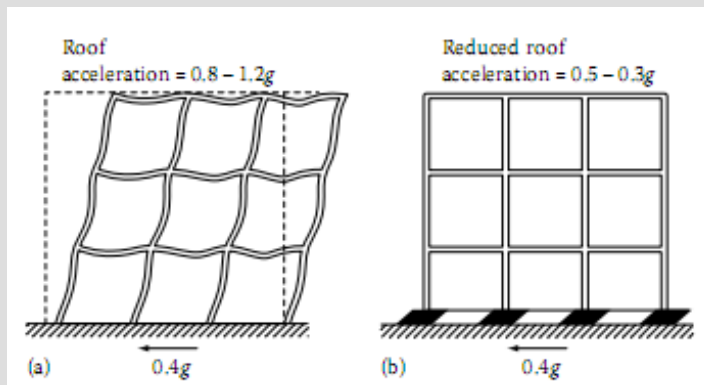 Roof
acceleration = 0.8 – 1.2g
Reduced roof
acceleration = 0.5 – 0.3g
(a)
0.4g
(b)
0.4g